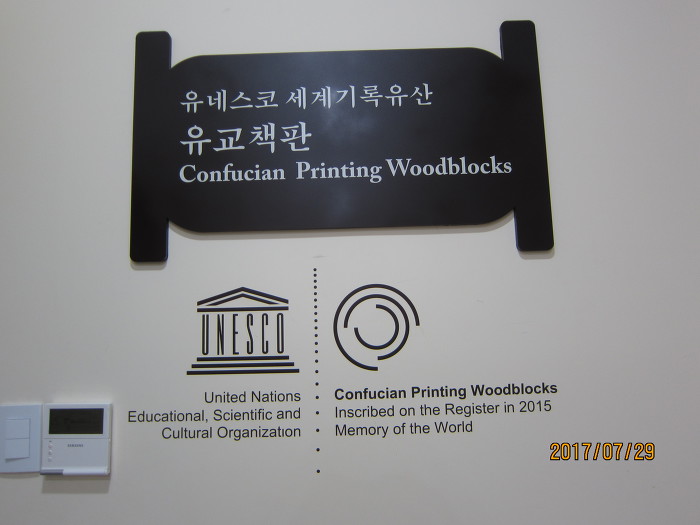 유네스코 세계기록유산
유교책판
Confucian Printing Woodblocks
UNESCO
United Nations
Educational, Scientific and
Cultural Organization
Confucian Printing Woodblocks
Inscribed on the Register in 2015
Memory of the World
2017/07/29